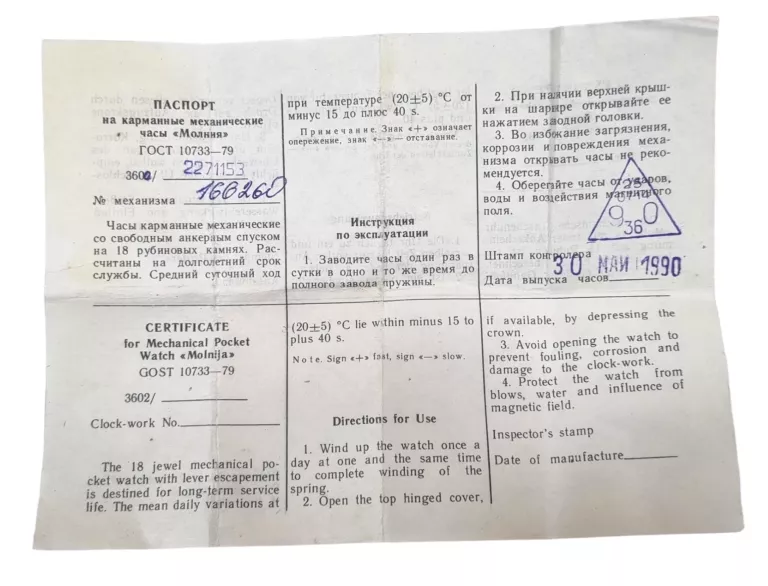 ПАСПОРТ
на карманные механические
часы «Молния»
ГОСТ 10733—79
3602/ 2271153
№ механизма 160260
Часы карманные механические
со свободным анкерным спуском
на 18 рубиновых камнях. Рас-
считаны на долголетний срок
службы. Средний суточный ход
при температуре (20±5) °С от
минус 15 до плюс 40 s.
Примечание. Знак «+» означает
опережение, знак «—» — отставание.
Инструкция
по эксплуатации
1. Заводите часы один раз в
сутки в одно и то же время до
полного завода пружины.
2. При наличии верхней крыш-
ки на шарнире открывайте ее
нажатием заводной головки.
3. Во избежание загрязнения,
коррозии и повреждения меха-
низма открывать часы не реко-
мендуется.
4. Оберегайте часы от ударов,
воды и воздействия магнитного
поля.
9 0
36
Штамп контролера
30 МАЙ 1990
Дата выпуска часов
CERTIFICATE
for Mechanical Pocket
Watch «Molnija»
GOST 10733—79
3602/
Clock-work No.
The 18 jewel mechanical po-
cket watch with lever escapement
is destined for long-term service
life. The mean daily variations at
(20±5) °C lie within minus 15 to
plus 40 s.
Note. Sign «+» fast, sign «—» slow.
Directions for Use
1. Wind up the watch once a
day at one and the same time
to complete winding of the
spring.
2. Open the top hinged cover,
if available, by depressing the
crown.
3. Avoid opening the watch to
prevent fouling, corrosion and
damage to the clock-work.
4. Protect the watch from
blows, water and influence of
magnetic field.
Inspector's stamp
Date of manufacture